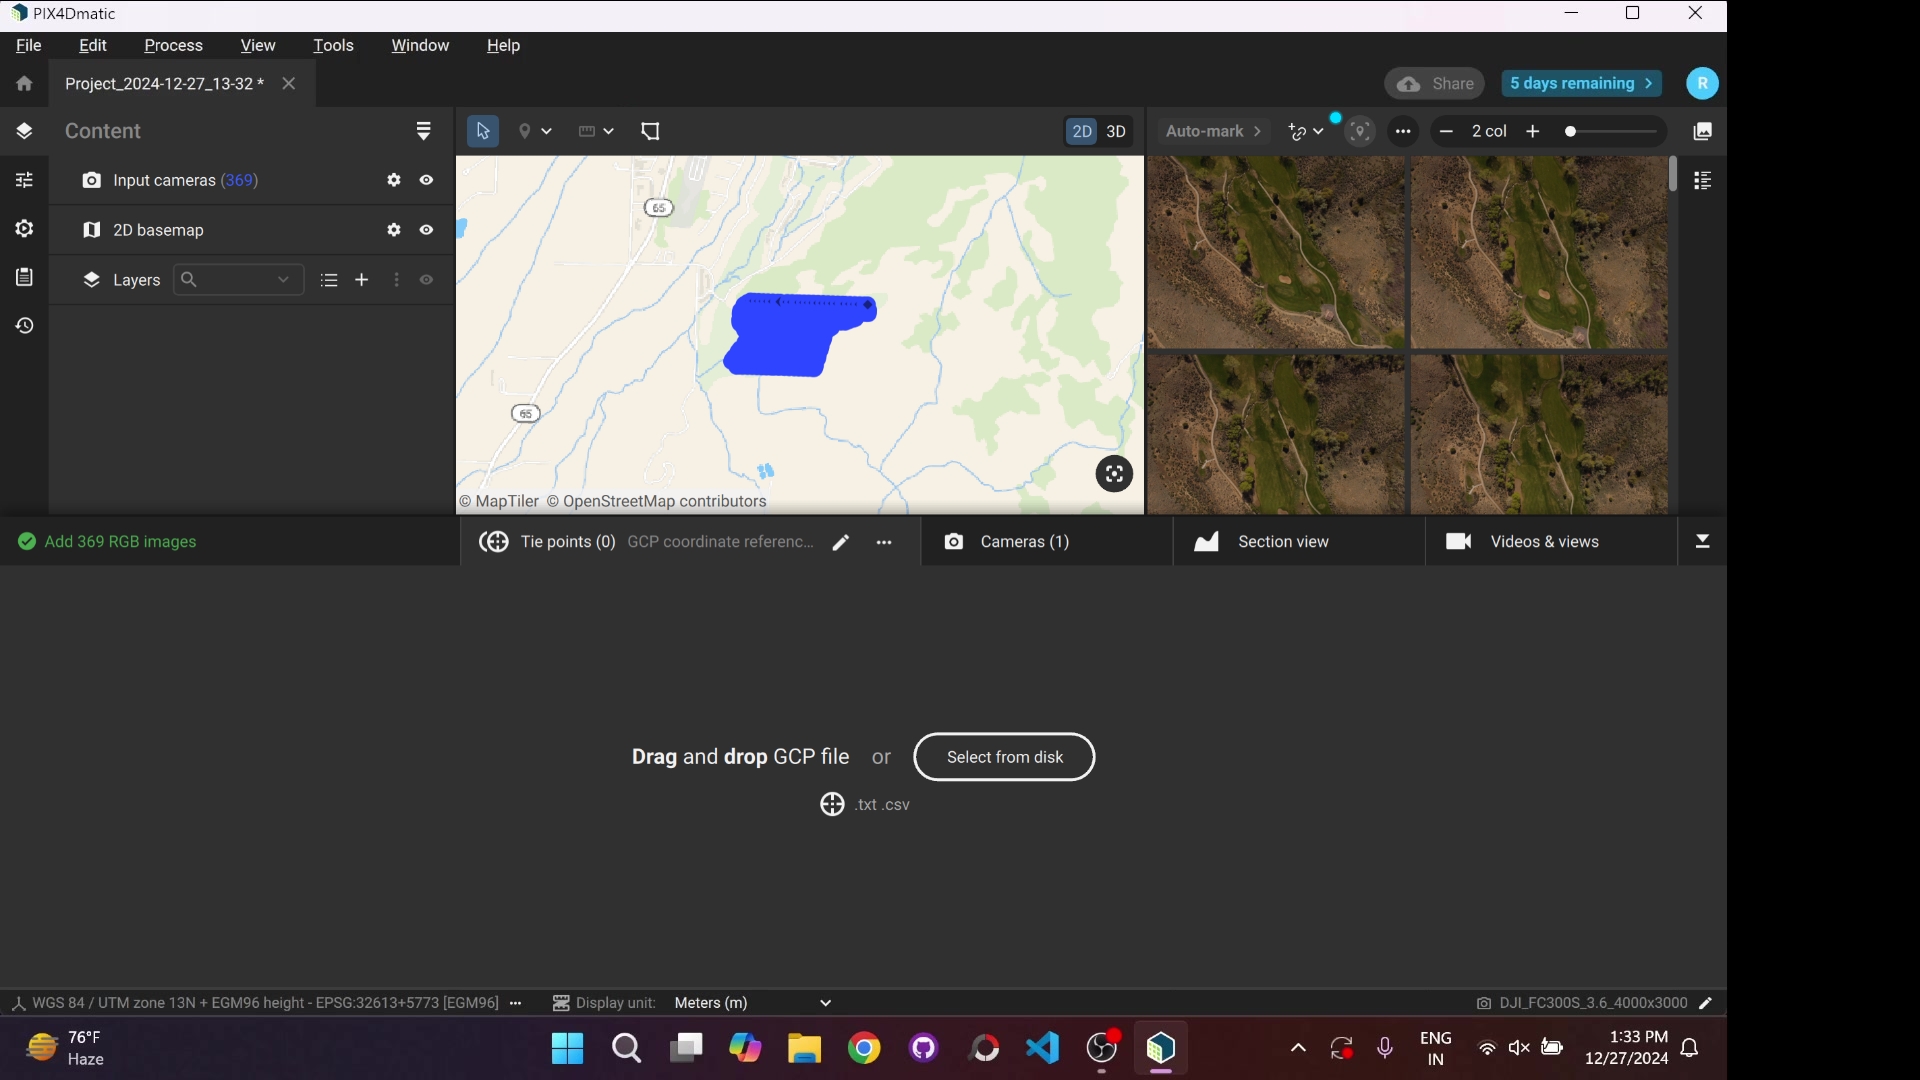 PIX4Dmatic
File Edit Process View Tools Window Help
Project_2024-12-27_13-32 *
Share
5 days remaining
R
Content
2D 3D
Auto-mark
2 col
Input cameras (369)
2D basemap
Layers
65
65
© MapTiler © OpenStreetMap contributors
Add 369 RGB images
Tie points (0) GCP coordinate referenc...
Cameras (1)
Section view
Videos & views
Drag and drop GCP file or Select from disk
.txt .csv
WGS 84 / UTM zone 13N + EGM96 height - EPSG:32613+5773 [EGM96]
Display unit: Meters (m)
DJI_FC300S_3.6_4000x3000
76°F
Haze
ENG
IN
1:33 PM
12/27/2024